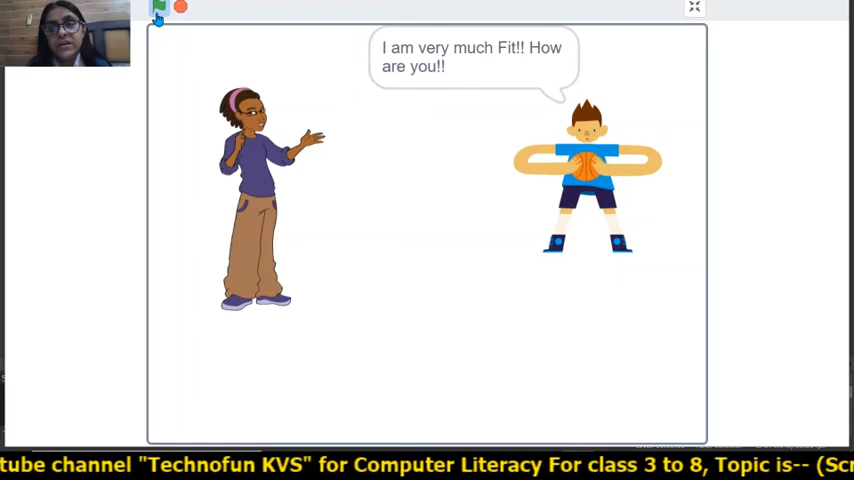 I am very much Fit!! How
are you!!
tube channel "Technofun KVS" for Computer Literacy For class 3 to 8, Topic is-- (Scr